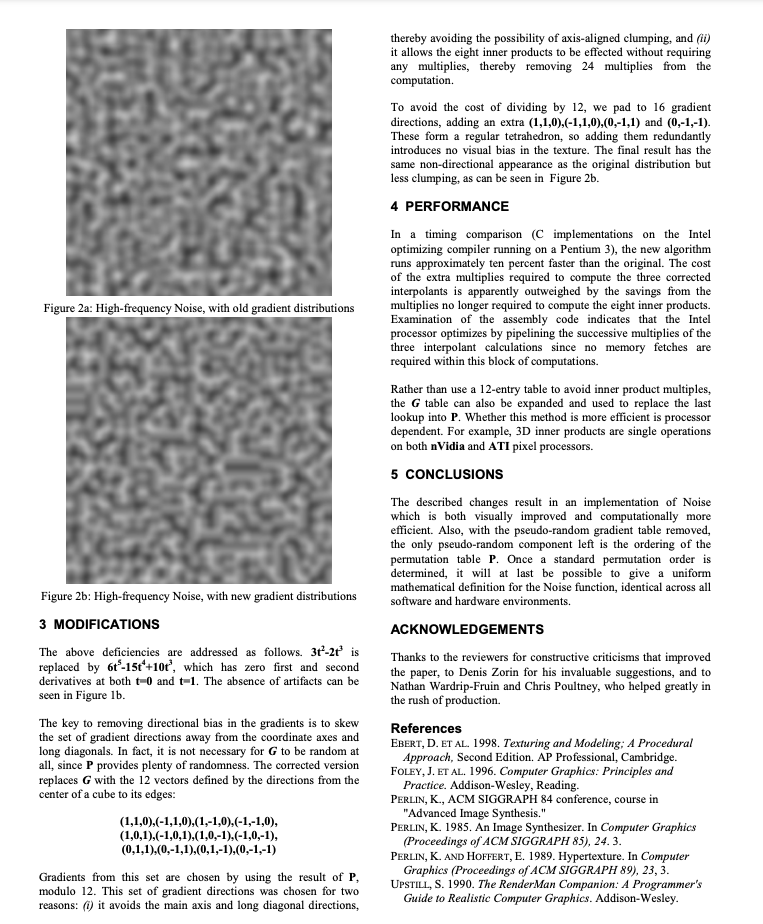 Figure 2a: High-frequency Noise, with old gradient distributions
Figure 2b: High-frequency Noise, with new gradient distributions
3 MODIFICATIONS
The above deficiencies are addressed as follows. 3t²-2t³ is
replaced by 6t⁵-15t⁴+10t³, which has zero first and second
derivatives at both t=0 and t=1. The absence of artifacts can be
seen in Figure 1b.
The key to removing directional bias in the gradients is to skew
the set of gradient directions away from the coordinate axes and
long diagonals. In fact, it is not necessary for G to be random at
all, since P provides plenty of randomness. The corrected version
replaces G with the 12 vectors defined by the directions from the
center of a cube to its edges:
(1,1,0),(-1,1,0),(1,-1,0),(-1,-1,0),
(1,0,1),(-1,0,1),(1,0,-1),(-1,0,-1),
(0,1,1),(0,-1,1),(0,1,-1),(0,-1,-1)
Gradients from this set are chosen by using the result of P,
modulo 12. This set of gradient directions was chosen for two
reasons: (i) it avoids the main axis and long diagonal directions,
thereby avoiding the possibility of axis-aligned clumping, and (ii)
it allows the eight inner products to be effected without requiring
any multiplies, thereby removing 24 multiplies from the
computation.
To avoid the cost of dividing by 12, we pad to 16 gradient
directions, adding an extra (1,1,0),(-1,1,0),(0,-1,1) and (0,-1,-1).
These form a regular tetrahedron, so adding them redundantly
introduces no visual bias in the texture. The final result has the
same non-directional appearance as the original distribution but
less clumping, as can be seen in Figure 2b.
4 PERFORMANCE
In a timing comparison (C implementations on the Intel
optimizing compiler running on a Pentium 3), the new algorithm
runs approximately ten percent faster than the original. The cost
of the extra multiplies required to compute the three corrected
interpolants is apparently outweighed by the savings from the
multiplies no longer required to compute the eight inner products.
Examination of the assembly code indicates that the Intel
processor optimizes by pipelining the successive multiplies of the
three interpolant calculations since no memory fetches are
required within this block of computations.
Rather than use a 12-entry table to avoid inner product multiples,
the G table can also be expanded and used to replace the last
lookup into P. Whether this method is more efficient is processor
dependent. For example, 3D inner products are single operations
on both nVidia and ATI pixel processors.
5 CONCLUSIONS
The described changes result in an implementation of Noise
which is both visually improved and computationally more
efficient. Also, with the pseudo-random gradient table removed,
the only pseudo-random component left is the ordering of the
permutation table P. Once a standard permutation order is
determined, it will at last be possible to give a uniform
mathematical definition for the Noise function, identical across all
software and hardware environments.
ACKNOWLEDGEMENTS
Thanks to the reviewers for constructive criticisms that improved
the paper, to Denis Zorin for his invaluable suggestions, and to
Nathan Wardrip-Fruin and Chris Poultney, who helped greatly in
the rush of production.
References
EBERT, D. ET AL. 1998. Texturing and Modeling; A Procedural
Approach, Second Edition. AP Professional, Cambridge.
FOLEY, J. ET AL. 1996. Computer Graphics: Principles and
Practice. Addison-Wesley, Reading.
PERLIN, K., ACM SIGGRAPH 84 conference, course in
"Advanced Image Synthesis."
PERLIN, K. 1985. An Image Synthesizer. In Computer Graphics
(Proceedings of ACM SIGGRAPH 85), 24. 3.
PERLIN, K. AND HOFFERT, E. 1989. Hypertexture. In Computer
Graphics (Proceedings of ACM SIGGRAPH 89), 23, 3.
UPSTILL, S. 1990. The RenderMan Companion: A Programmer's
Guide to Realistic Computer Graphics. Addison-Wesley.